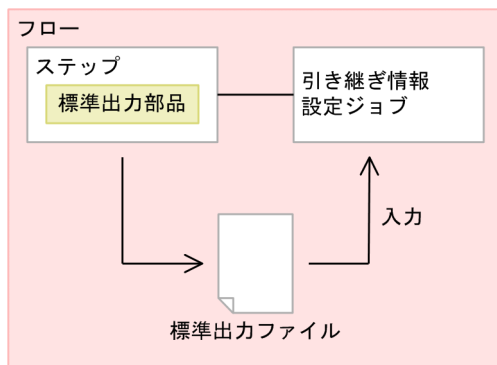 フロー
ステップ
標準出力部品
引き継ぎ情報
設定ジョブ
入力
標準出力ファイル